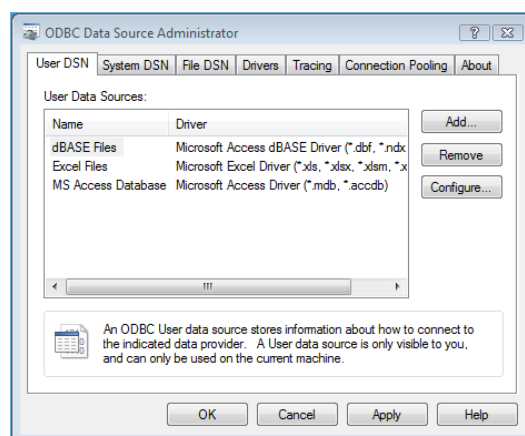 ODBC Data Source Administrator
User DSN System DSN File DSN Drivers Tracing Connection Pooling About
User Data Sources:
Name Driver
dBASE Files Microsoft Access dBASE Driver (*.dbf, *.ndx
Excel Files Microsoft Excel Driver (*.xls, *.xlsx, *.xlsm, *.x
MS Access Database Microsoft Access Driver (*.mdb, *.accdb)
Add...
Remove
Configure...
An ODBC User data source stores information about how to connect to
the indicated data provider. A User data source is only visible to you,
and can only be used on the current machine.
OK Cancel Apply Help